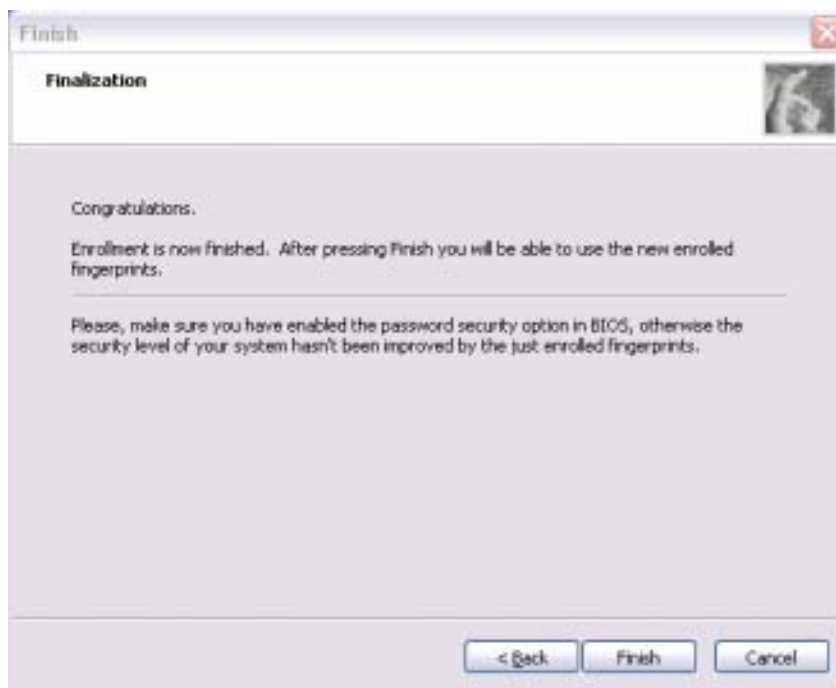 Finish
Finalization
Congratulations.
Enrollment is now finished. After pressing Finish you will be able to use the new enrolled
fingerprints.
Please, make sure you have enabled the password security option in BIOS, otherwise the
security level of your system hasn't been improved by the just enrolled fingerprints.
< Back
Finish
Cancel